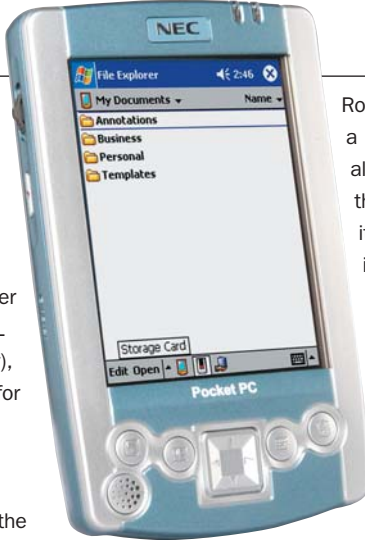 NEC
File Explorer 2:46
My Documents Name
Annotations
Business
Personal
Templates
Storage Card
Edit Open
Pocket PC
Ro
a
al
th
it
i
er
-
),
for
the